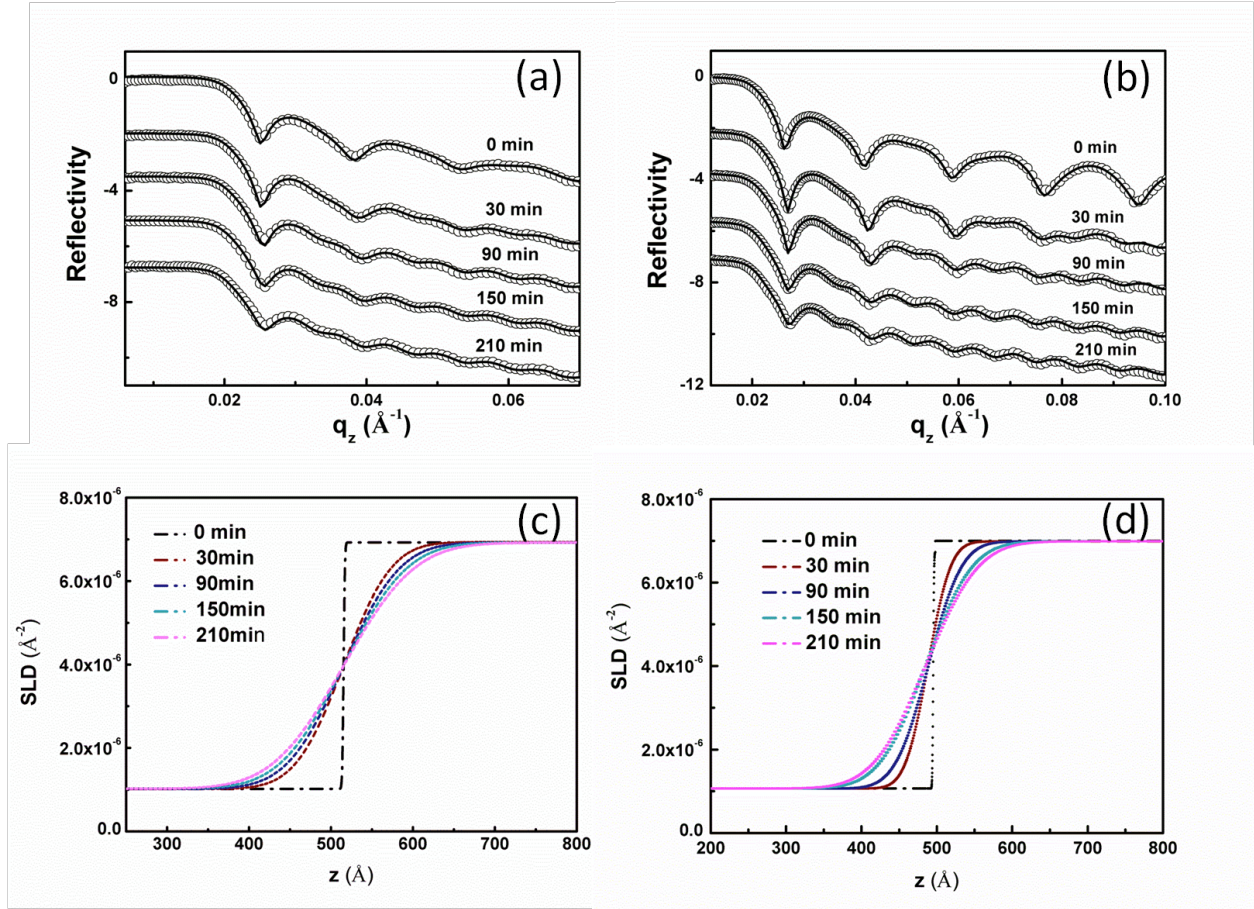 (a)
0
-4
-8
Reflectivity
0 min
30 min
90 min
150 min
210 min
0.02
0.04
0.06
q_z (Å⁻¹)
(b)
0
-4
-8
-12
Reflectivity
0 min
30 min
90 min
150 min
210 min
0.02
0.04
0.06
0.08
0.10
q_z (Å⁻¹)
(c)
8.0x10⁻⁶
6.0x10⁻⁶
4.0x10⁻⁶
2.0x10⁻⁶
0.0
SLD (Å⁻²)
0 min
30min
90min
150min
210min
300
400
500
600
700
800
z (Å)
(d)
8.0x10⁻⁶
6.0x10⁻⁶
4.0x10⁻⁶
2.0x10⁻⁶
0.0
SLD (Å⁻²)
0 min
30 min
90 min
150 min
210 min
200
300
400
500
600
700
800
z (Å)